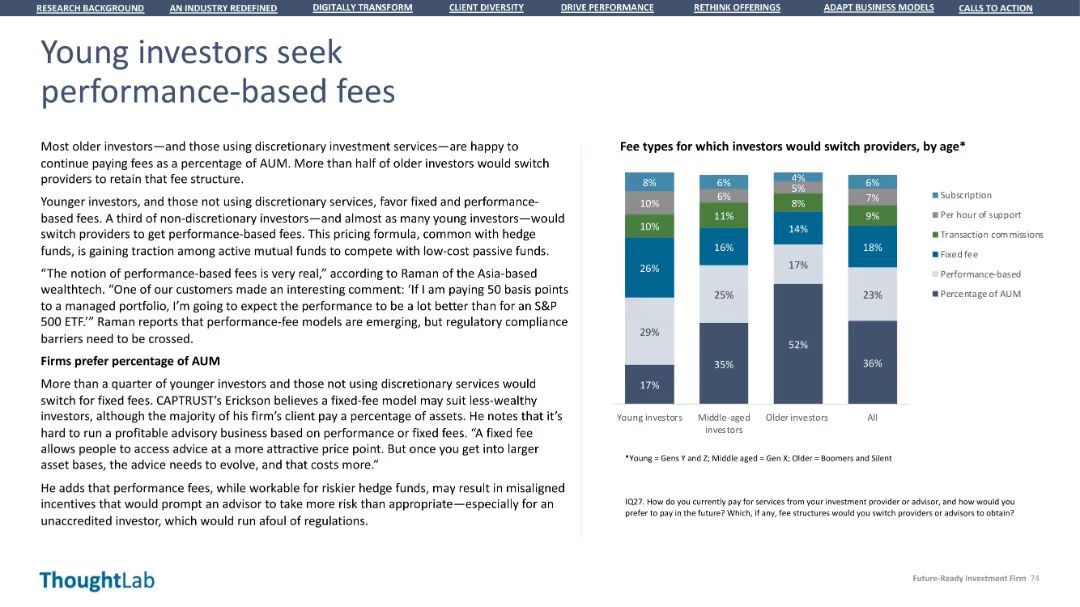 RESEARCH BACKGROUND AN INDUSTRY REDEFINED DIGITALLY TRANSFORM CLIENT DIVERSITY DRIVE PERFORMANCE RETHINK OFFERINGS ADAPT BUSINESS MODELS CALLS TO ACTION
Young investors seek
performance-based fees
Most older investors—and those using discretionary investment services—are happy to
continue paying fees as a percentage of AUM. More than half of older investors would switch
providers to retain that fee structure.
Younger investors, and those not using discretionary services, favor fixed and performance-
based fees. A third of non-discretionary investors—and almost as many young investors—would
switch providers to get performance-based fees. This pricing formula, common with hedge
funds, is gaining traction among active mutual funds to compete with low-cost passive funds.
“The notion of performance-based fees is very real,” according to Raman of the Asia-based
wealthtech. “One of our customers made an interesting comment: ‘If I am paying 50 basis points
to a managed portfolio, I’m going to expect the performance to be a lot better than for an S&P
500 ETF.’” Raman reports that performance-fee models are emerging, but regulatory compliance
barriers need to be crossed.
Firms prefer percentage of AUM
More than a quarter of younger investors and those not using discretionary services would
switch for fixed fees. CAPTRUST’s Erickson believes a fixed-fee model may suit less-wealthy
investors, although the majority of his firm’s client pay a percentage of assets. He notes that it’s
hard to run a profitable advisory business based on performance or fixed fees. “A fixed fee
allows people to access advice at a more attractive price point. But once you get into larger
asset bases, the advice needs to evolve, and that costs more.”
He adds that performance fees, while workable for riskier hedge funds, may result in misaligned
incentives that would prompt an advisor to take more risk than appropriate—especially for an
unaccredited investor, which would run afoul of regulations.
Fee types for which investors would switch providers, by age*
8% 6% 4% 6%
10% 6% 5% 7%
10% 11% 8% 9%
26% 16% 14% 18%
29% 25% 17% 23%
17% 35% 52% 36%
Young investors Middle-aged Older investors All
investors
Subscription
Per hour of support
Transaction commissions
Fixed fee
Performance-based
Percentage of AUM
*Young = Gens Y and Z; Middle aged = Gen X; Older = Boomers and Silent
IQ27. How do you currently pay for services from your investment provider or advisor, and how would you
prefer to pay in the future? Which, if any, fee structures would you switch providers or advisors to obtain?
ThoughtLab
Future-Ready Investment Firm 74